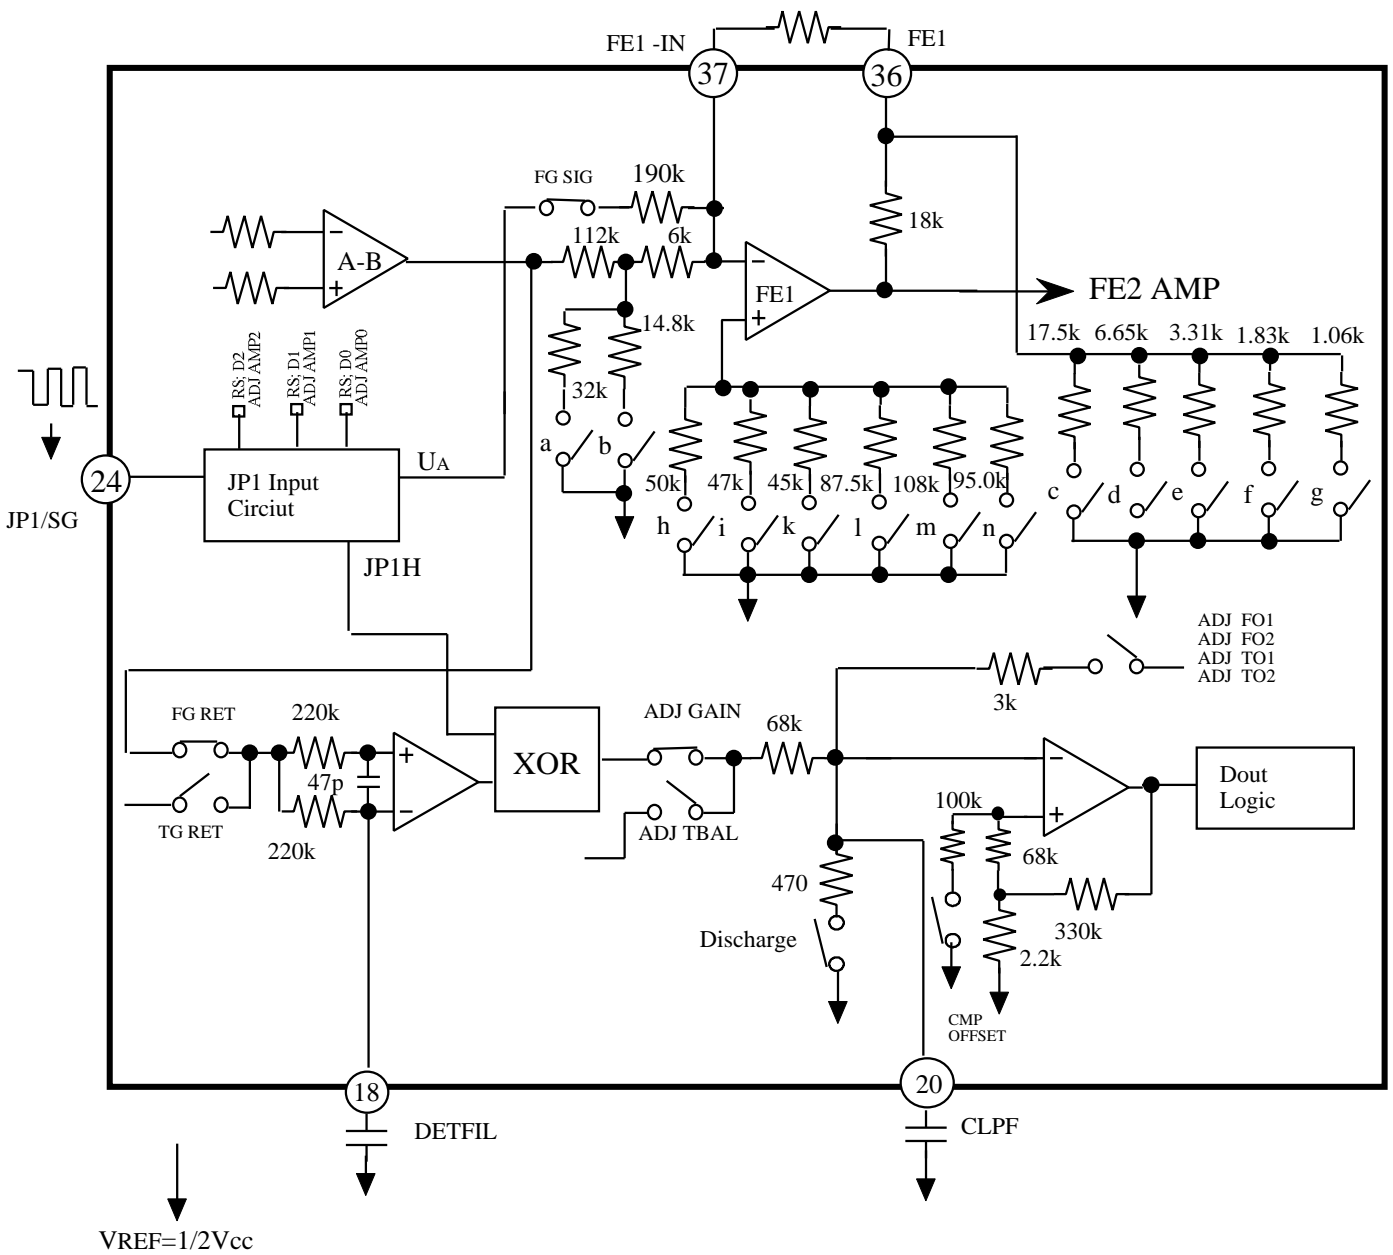 FE1 -IN
FE1
37
36
FG SIG
190k
18k
112k
6k
A-B
FE1
FE2 AMP
14.8k
17.5k
6.65k
3.31k
1.83k
1.06k
RS; D2
ADJ AMP2
RS; D1
ADJ AMP1
RS; D0
ADJ AMP0
32k
a
b
24
JP1/SG
JP1 Input
Circiut
UA
JP1H
50k
47k
45k
87.5k
108k
95.0k
h
i
k
l
m
n
c
d
e
f
g
ADJ FO1
ADJ FO2
ADJ TO1
ADJ TO2
3k
FG RET
220k
47p
TG RET
220k
XOR
ADJ GAIN
68k
ADJ TBAL
Dout
Logic
100k
68k
470
330k
2.2k
Discharge
CMP
OFFSET
18
20
DETFIL
CLPF
VREF=1/2Vcc